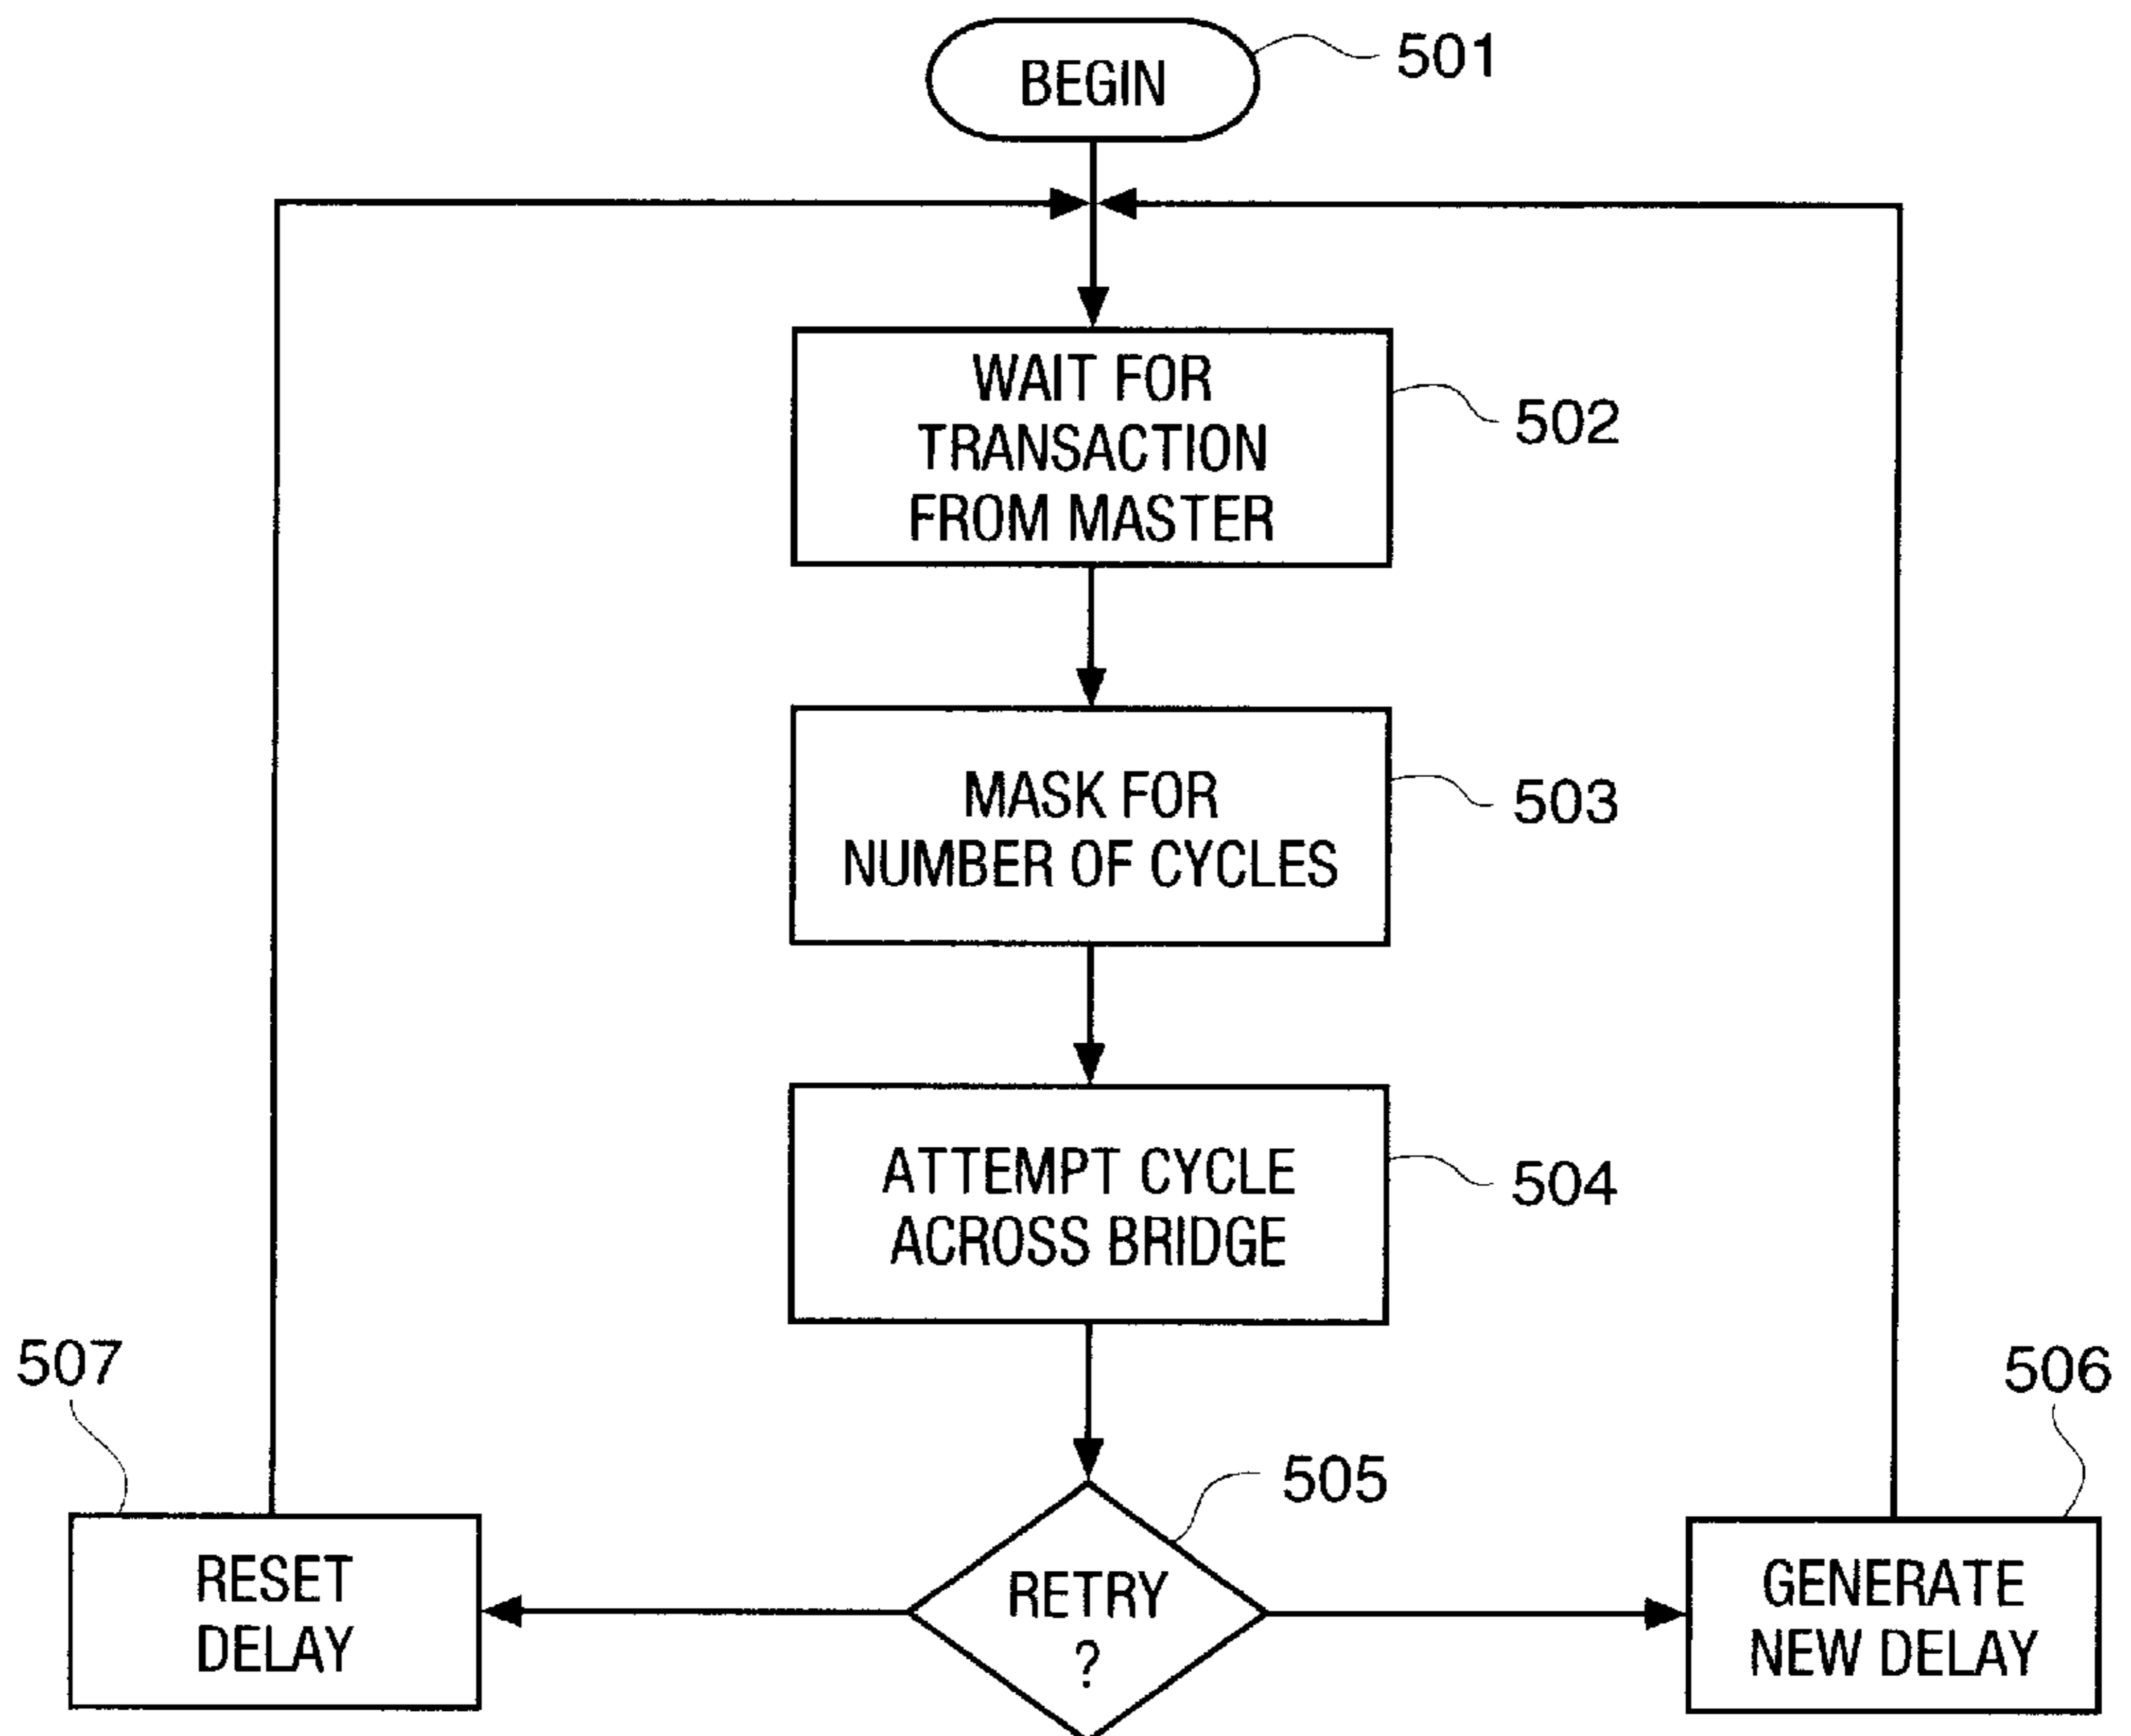 BEGIN
501
WAIT FOR
TRANSACTION
FROM MASTER
502
MASK FOR
NUMBER OF CYCLES
503
ATTEMPT CYCLE
ACROSS BRIDGE
504
507
506
505
RESET
DELAY
RETRY
?
GENERATE
NEW DELAY